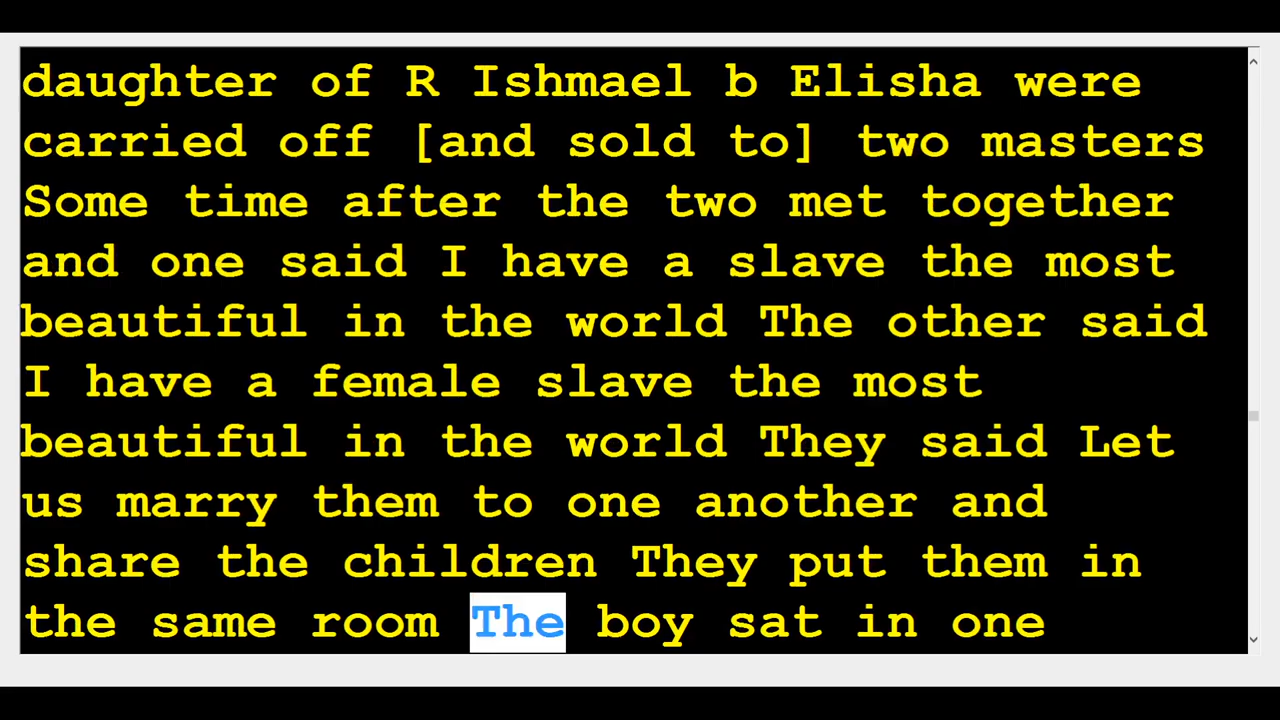 daughter of R Ishmael b Elisha were
carried off [and sold to] two masters
Some time after the two met together
and one said I have a slave the most
beautiful in the world The other said
I have a female slave the most
beautiful in the world They said Let
us marry them to one another and
share the children They put them in
the same room The boy sat in one